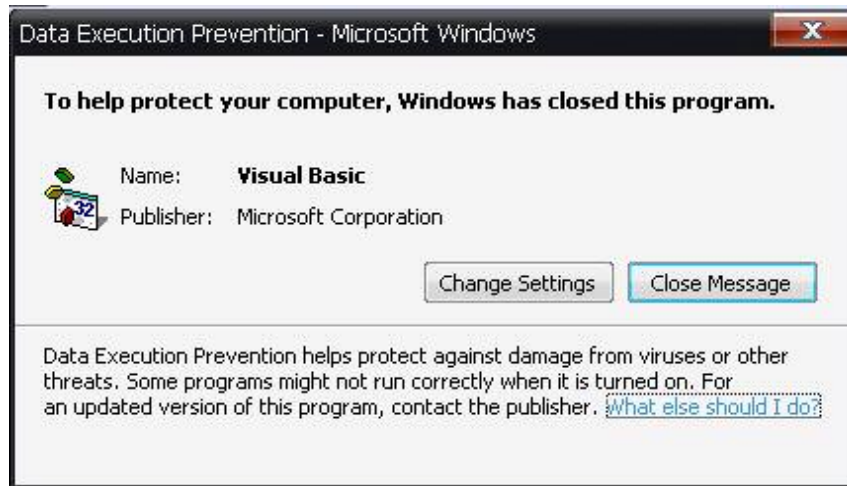 Data Execution Prevention - Microsoft Windows
To help protect your computer, Windows has closed this program.
Name: Visual Basic
32
Publisher: Microsoft Corporation
Change Settings Close Message
Data Execution Prevention helps protect against damage from viruses or other
threats. Some programs might not run correctly when it is turned on. For
an updated version of this program, contact the publisher. What else should I do?